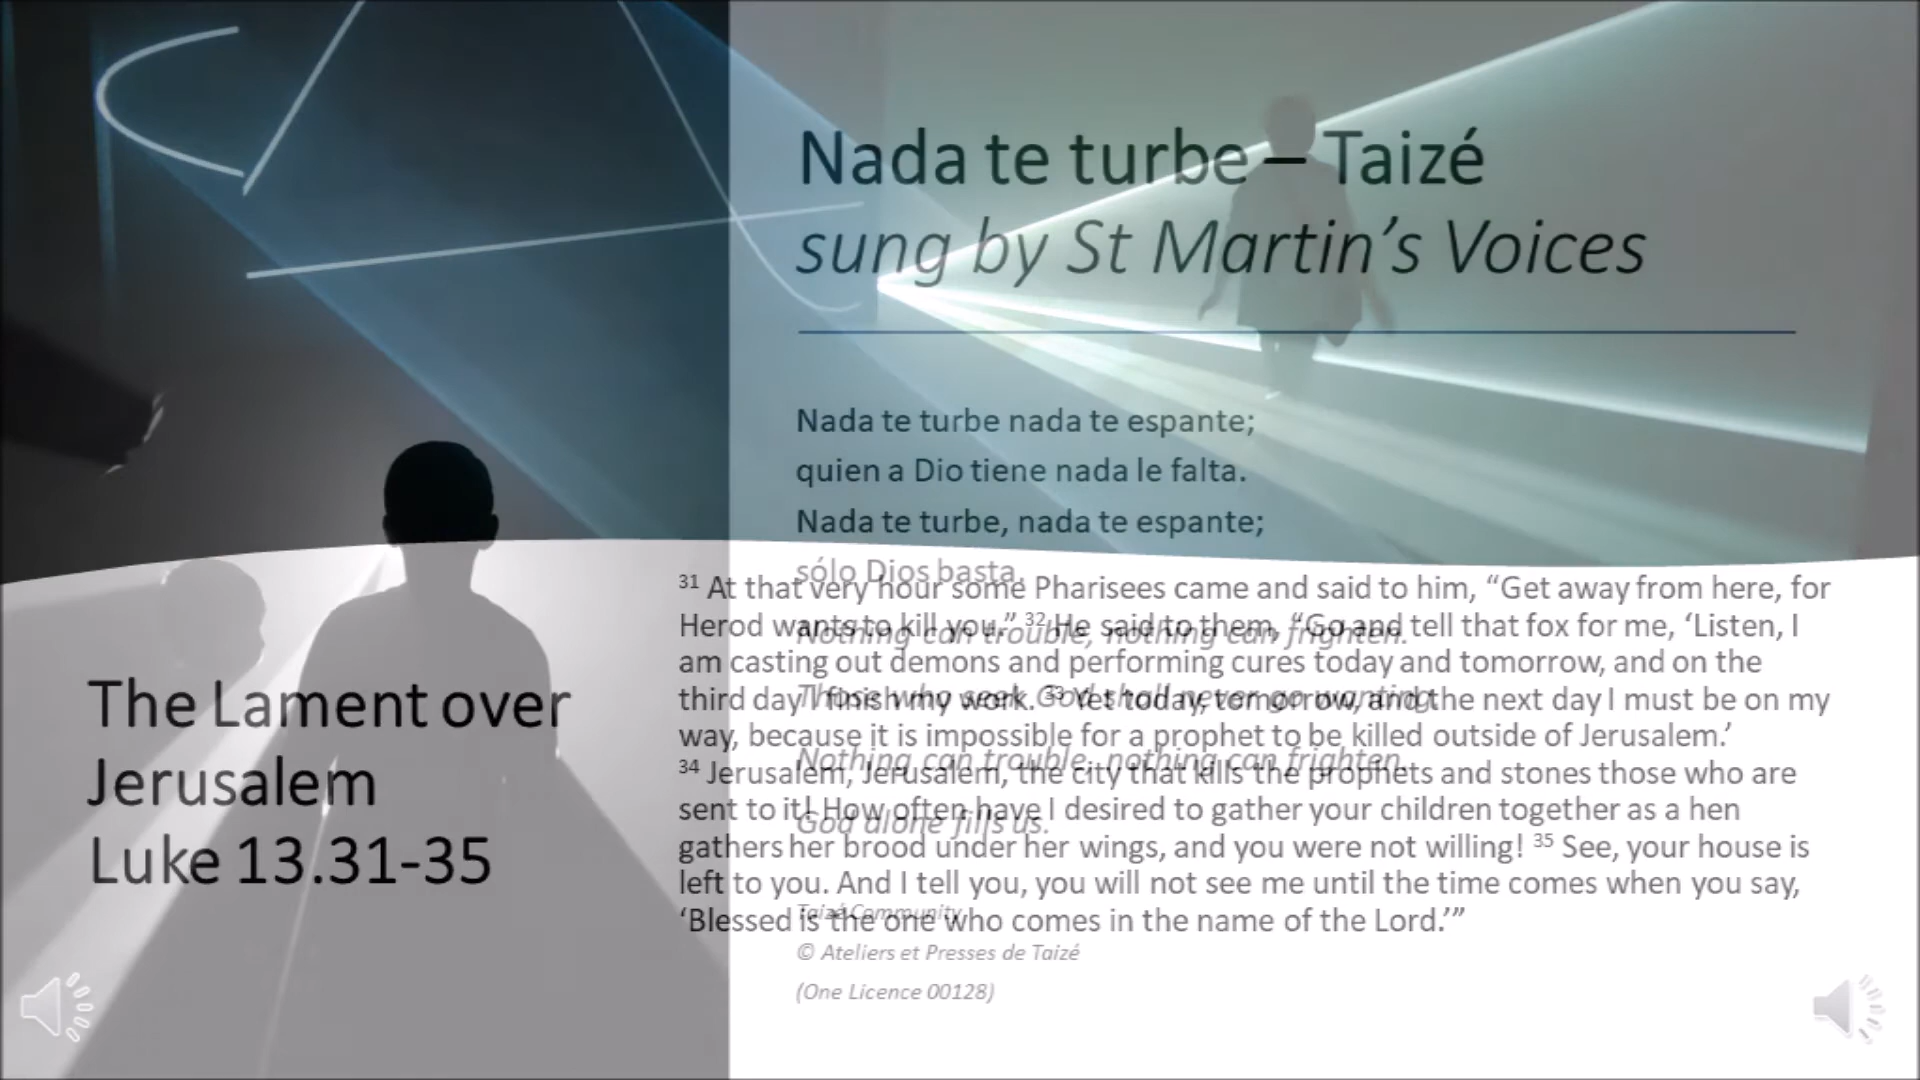 Nada te turbe – Taizé
sung by St Martin’s Voices
Nada te turbe nada te espante;
quien a Dio tiene nada le falta.
Nada te turbe, nada te espante;
sólo Dios basta.
Nothing can trouble, nothing can frighten.
Those who seek God shall never go wanting.
Nothing can trouble, nothing can frighten.
God alone fills us.
Taizé Community,
© Ateliers et Presses de Taizé
(One Licence 00128)
The Lament over
Jerusalem
Luke 13.31-35
31 At that very hour some Pharisees came and said to him, “Get away from here, for
Herod wants to kill you.” 32 He said to them, “Go and tell that fox for me, ‘Listen, I
am casting out demons and performing cures today and tomorrow, and on the
third day I finish my work. 33 Yet today, tomorrow, and the next day I must be on my
way, because it is impossible for a prophet to be killed outside of Jerusalem.’
34 Jerusalem, Jerusalem, the city that kills the prophets and stones those who are
sent to it! How often have I desired to gather your children together as a hen
gathers her brood under her wings, and you were not willing! 35 See, your house is
left to you. And I tell you, you will not see me until the time comes when you say,
‘Blessed is the one who comes in the name of the Lord.’”